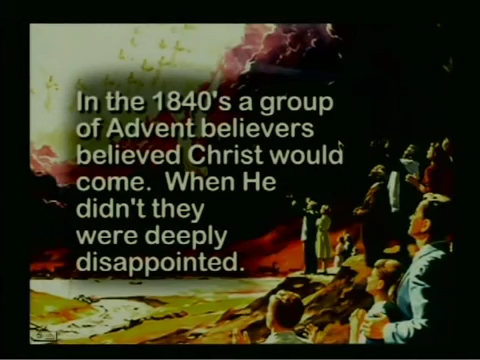 In the 1840's a group
of Advent believers
believed Christ would
come.  When He
didn't they
were deeply
disappointed.